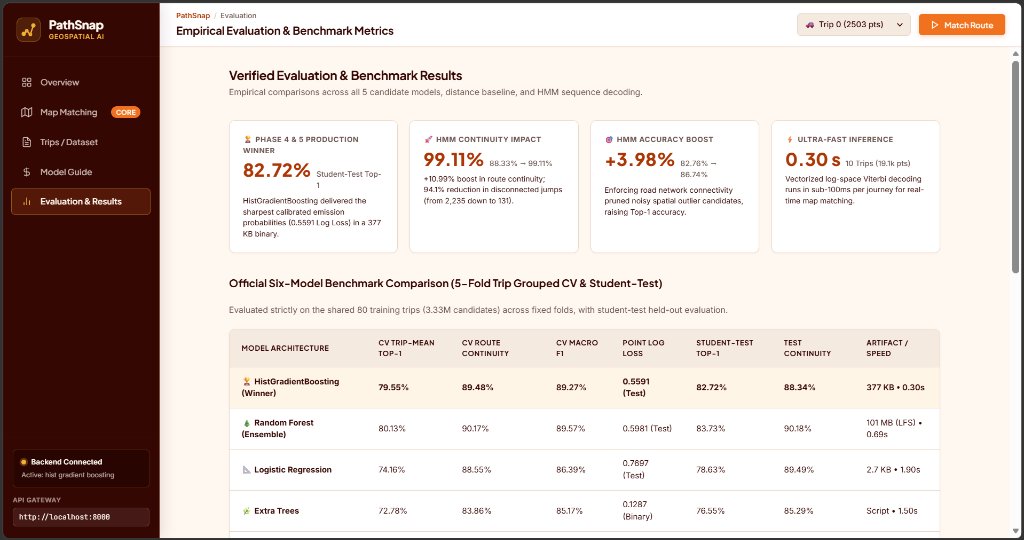 PathSnap
GEOSPATIAL AI
Overview
Map Matching CORE
Trips / Dataset
Model Guide
Evaluation & Results
Backend Connected
Active: hist gradient boosting
API GATEWAY
http://localhost:8000
PathSnap / Evaluation
Empirical Evaluation & Benchmark Metrics
Trip 0 (2503 pts)
Match Route
Verified Evaluation & Benchmark Results
Empirical comparisons across all 5 candidate models, distance baseline, and HMM sequence decoding.
PHASE 4 & 5 PRODUCTION
WINNER
82.72% Student-Test Top-
1
HistGradientBoosting delivered the
sharpest calibrated emission
probabilities (0.5591 Log Loss) in a 377
KB binary.
HMM CONTINUITY IMPACT
99.11% 88.33% → 99.11%
+10.99% boost in route continuity;
94.1% reduction in disconnected jumps
(from 2,235 down to 131).
HMM ACCURACY BOOST
+3.98% 82.76% →
86.74%
Enforcing road network connectivity
pruned noisy spatial outlier candidates,
raising Top-1 accuracy.
ULTRA-FAST INFERENCE
0.30 s 10 Trips (19.1k pts)
Vectorized log-space Viterbi decoding
runs in sub-100ms per journey for real-
time map matching.
Official Six-Model Benchmark Comparison (5-Fold Trip Grouped CV & Student-Test)
Evaluated strictly on the shared 80 training trips (3.33M candidates) across fixed folds, with student-test held-out evaluation.
MODEL ARCHITECTURE
CV TRIP-MEAN
TOP-1
CV ROUTE
CONTINUITY
CV MACRO
F1
POINT LOG
LOSS
STUDENT-TEST
TOP-1
TEST
CONTINUITY
ARTIFACT /
SPEED
HistGradientBoosting
(Winner)
79.55%
89.48%
89.27%
0.5591
(Test)
82.72%
88.34%
377 KB • 0.30s
Random Forest
(Ensemble)
80.13%
90.17%
89.57%
0.5981 (Test)
83.73%
90.18%
101 MB (LFS) •
0.69s
Logistic Regression
74.16%
88.55%
86.39%
0.7697
(Test)
78.63%
89.49%
2.7 KB • 1.90s
Extra Trees
72.78%
83.86%
85.17%
0.1287
(Binary)
76.55%
85.29%
Script • 1.50s